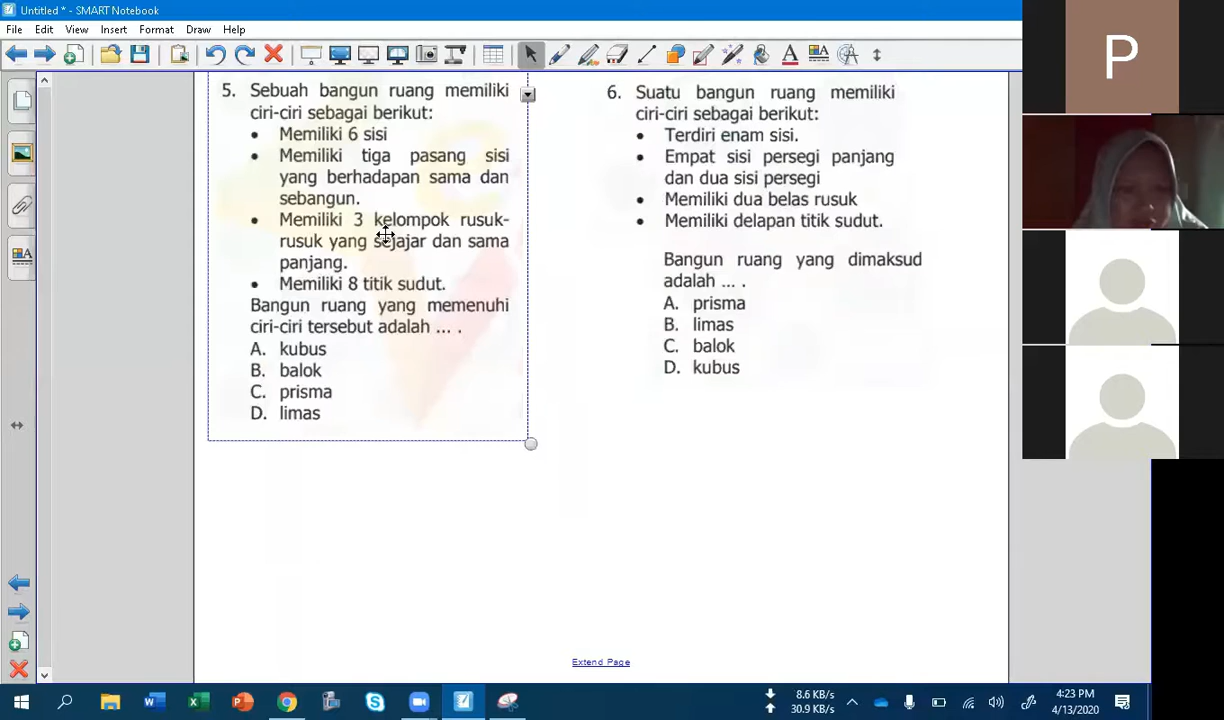 Untitled * - SMART Notebook
File Edit View Insert Format Draw Help
5. Sebuah bangun ruang memiliki
ciri-ciri sebagai berikut:
• Memiliki 6 sisi
• Memiliki tiga pasang sisi
yang berhadapan sama dan
sebangun.
• Memiliki 3 kelompok rusuk-
rusuk yang sejajar dan sama
panjang.
• Memiliki 8 titik sudut.
Bangun ruang yang memenuhi
ciri-ciri tersebut adalah ... .
A. kubus
B. balok
C. prisma
D. limas
6. Suatu bangun ruang memiliki
ciri-ciri sebagai berikut:
• Terdiri enam sisi.
• Empat sisi persegi panjang
dan dua sisi persegi
• Memiliki dua belas rusuk
• Memiliki delapan titik sudut.
Bangun ruang yang dimaksud
adalah ... .
A. prisma
B. limas
C. balok
D. kubus
Extend Page
P
8.6 KB/s
30.9 KB/s
4:23 PM
4/13/2020